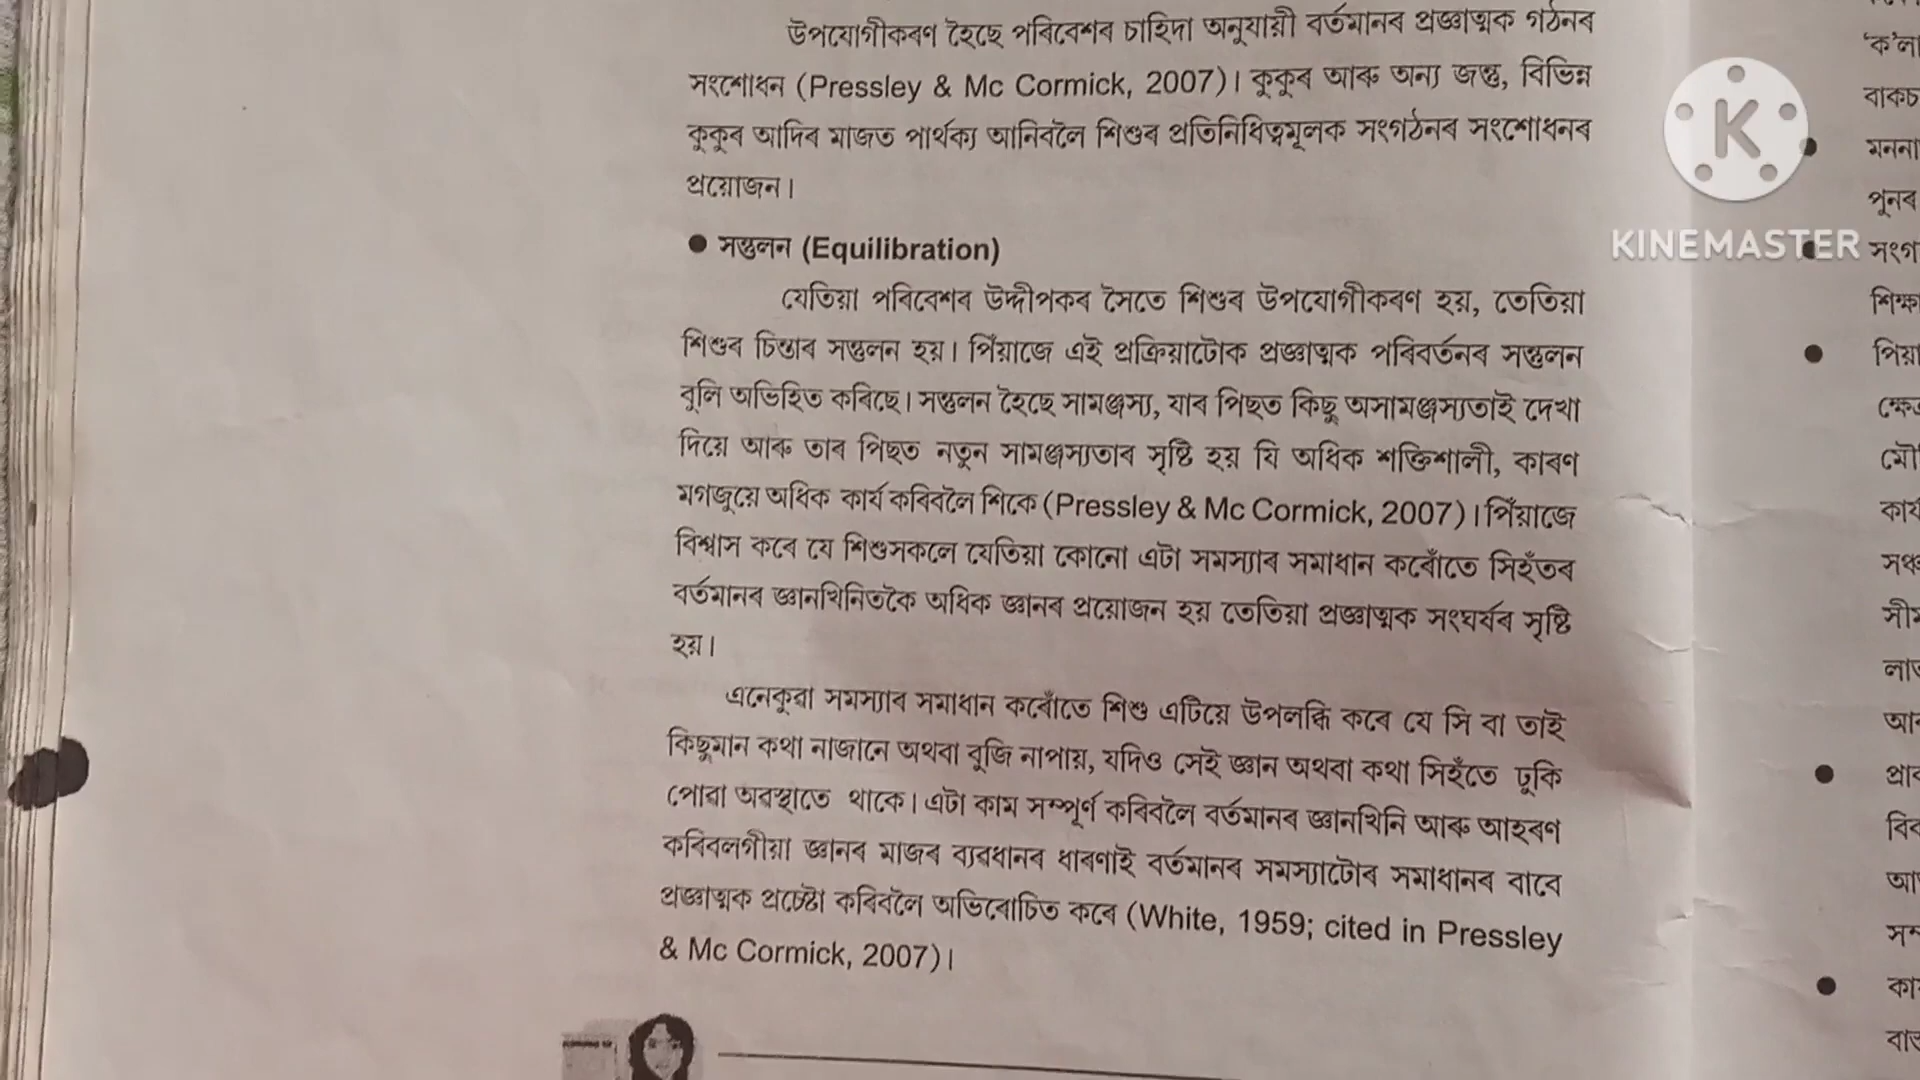 উপযোগীকৰণ হৈছে পৰিবেশৰ চাহিদা অনুযায়ী বৰ্তমানৰ প্ৰজ্ঞাত্মক গঠনৰ
সংশোধন (Pressley & Mc Cormick, 2007)। কুকুৰ আৰু অন্য জন্তু, বিভিন্ন
কুকুৰ আদিৰ মাজত পাৰ্থক্য আনিবলৈ শিশুৰ প্ৰতিনিধিত্বমূলক সংগঠনৰ সংশোধনৰ
প্ৰয়োজন।
● সন্তুলন (Equilibration)
যেতিয়া পৰিবেশৰ উদ্দীপকৰ সৈতে শিশুৰ উপযোগীকৰণ হয়, তেতিয়া
শিশুৰ চিন্তাৰ সন্তুলন হয়। পিঁয়াজে এই প্ৰক্ৰিয়াটোক প্ৰজ্ঞাত্মক পৰিবৰ্তনৰ সন্তুলন
বুলি অভিহিত কৰিছে। সন্তুলন হৈছে সামঞ্জস্য, যাৰ পিছত কিছু অসামঞ্জস্যতাই দেখা
দিয়ে আৰু তাৰ পিছত নতুন সামঞ্জস্যতাৰ সৃষ্টি হয় যি অধিক শক্তিশালী, কাৰণ
মগজুয়ে অধিক কাৰ্য কৰিবলৈ শিকে (Pressley & Mc Cormick, 2007)। পিঁয়াজে
বিশ্বাস কৰে যে শিশুসকলে যেতিয়া কোনো এটা সমস্যাৰ সমাধান কৰোঁতে সিহঁতৰ
বৰ্তমানৰ জ্ঞানখিনিতকৈ অধিক জ্ঞানৰ প্ৰয়োজন হয় তেতিয়া প্ৰজ্ঞাত্মক সংঘৰ্ষৰ সৃষ্টি
হয়।
এনেকুৱা সমস্যাৰ সমাধান কৰোঁতে শিশু এটিয়ে উপলব্ধি কৰে যে সি বা তাই
কিছুমান কথা নাজানে অথবা বুজি নাপায়, যদিও সেই জ্ঞান অথবা কথা সিহঁতে ঢুকি
পোৱা অৱস্থাতে থাকে। এটা কাম সম্পূৰ্ণ কৰিবলৈ বৰ্তমানৰ জ্ঞানখিনি আৰু আহৰণ
কৰিবলগীয়া জ্ঞানৰ মাজৰ ব্যৱধানৰ ধাৰণাই বৰ্তমানৰ সমস্যাটোৰ সমাধানৰ বাবে
প্ৰজ্ঞাত্মক প্ৰচেষ্টা কৰিবলৈ অভিৰোচিত কৰে (White, 1959; cited in Pressley
& Mc Cormick, 2007)।
K
KINEMASTER
পুনৰ